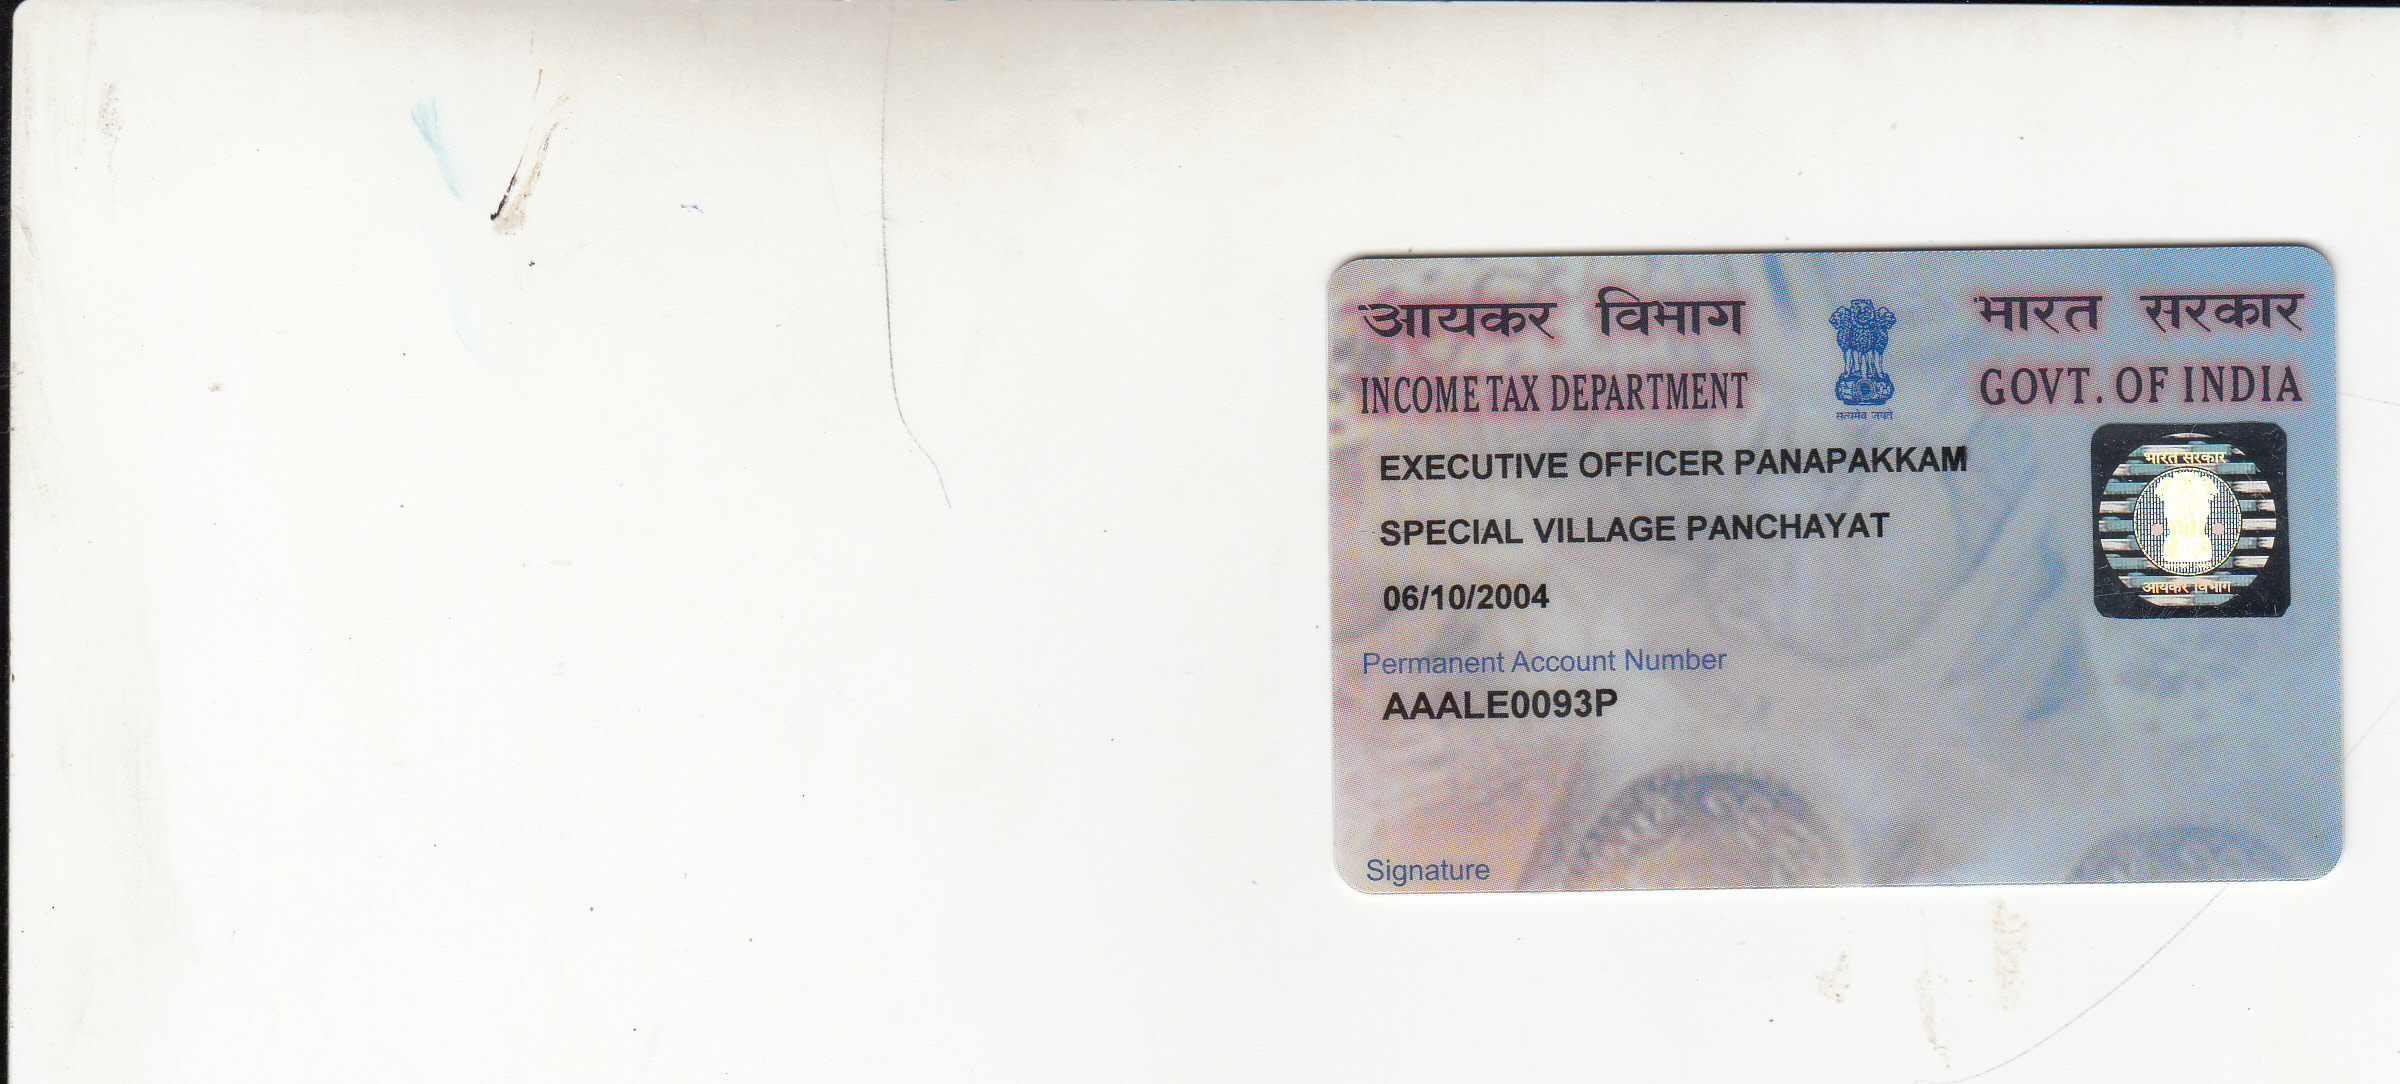 आयकर विभाग
भारत सरकार
INCOME TAX DEPARTMENT
GOVT. OF INDIA
सत्यमेव जयते
EXECUTIVE OFFICER PANAPAKKAM
भारत सरकार
SPECIAL VILLAGE PANCHAYAT
आयकर विभाग
06/10/2004
Permanent Account Number
AAALE0093P
Signature